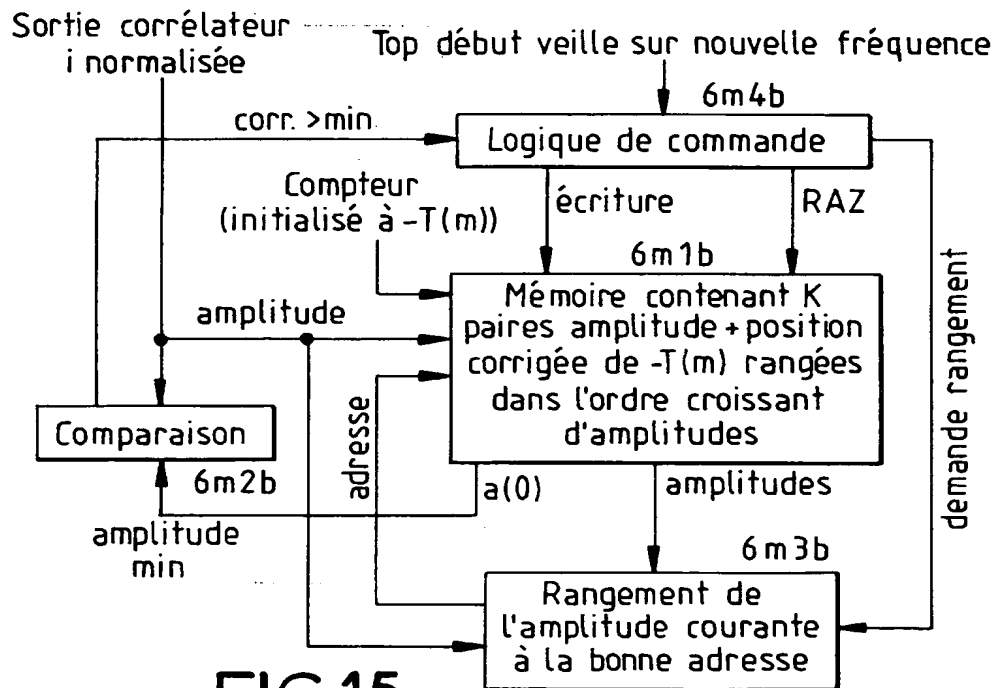 Sortie corrélateur
i normalisée
Top début veille sur nouvelle fréquence
6m4b
corr. >min
Logique de commande
Compteur
(initialisé à -T(m))
écriture
RAZ
6m1b
amplitude
Mémoire contenant K
paires amplitude + position
corrigée de -T(m) rangées
dans l'ordre croissant
d'amplitudes
demande rangement
Comparaison
adresse
6m2b
a(0)
amplitudes
amplitude
min
6m3b
Rangement de
l'amplitude courante
à la bonne adresse
FIG.15